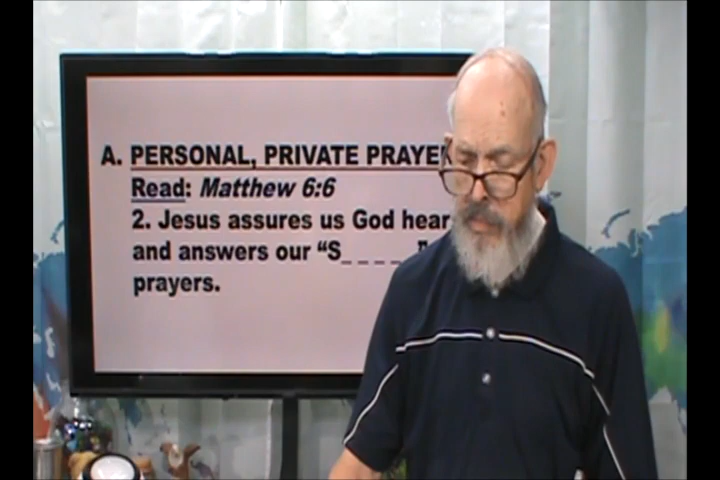 A. PERSONAL, PRIVATE PRAYE
Read: Matthew 6:6
2. Jesus assures us God hear
and answers our “S_ _ _ _ _”
prayers.